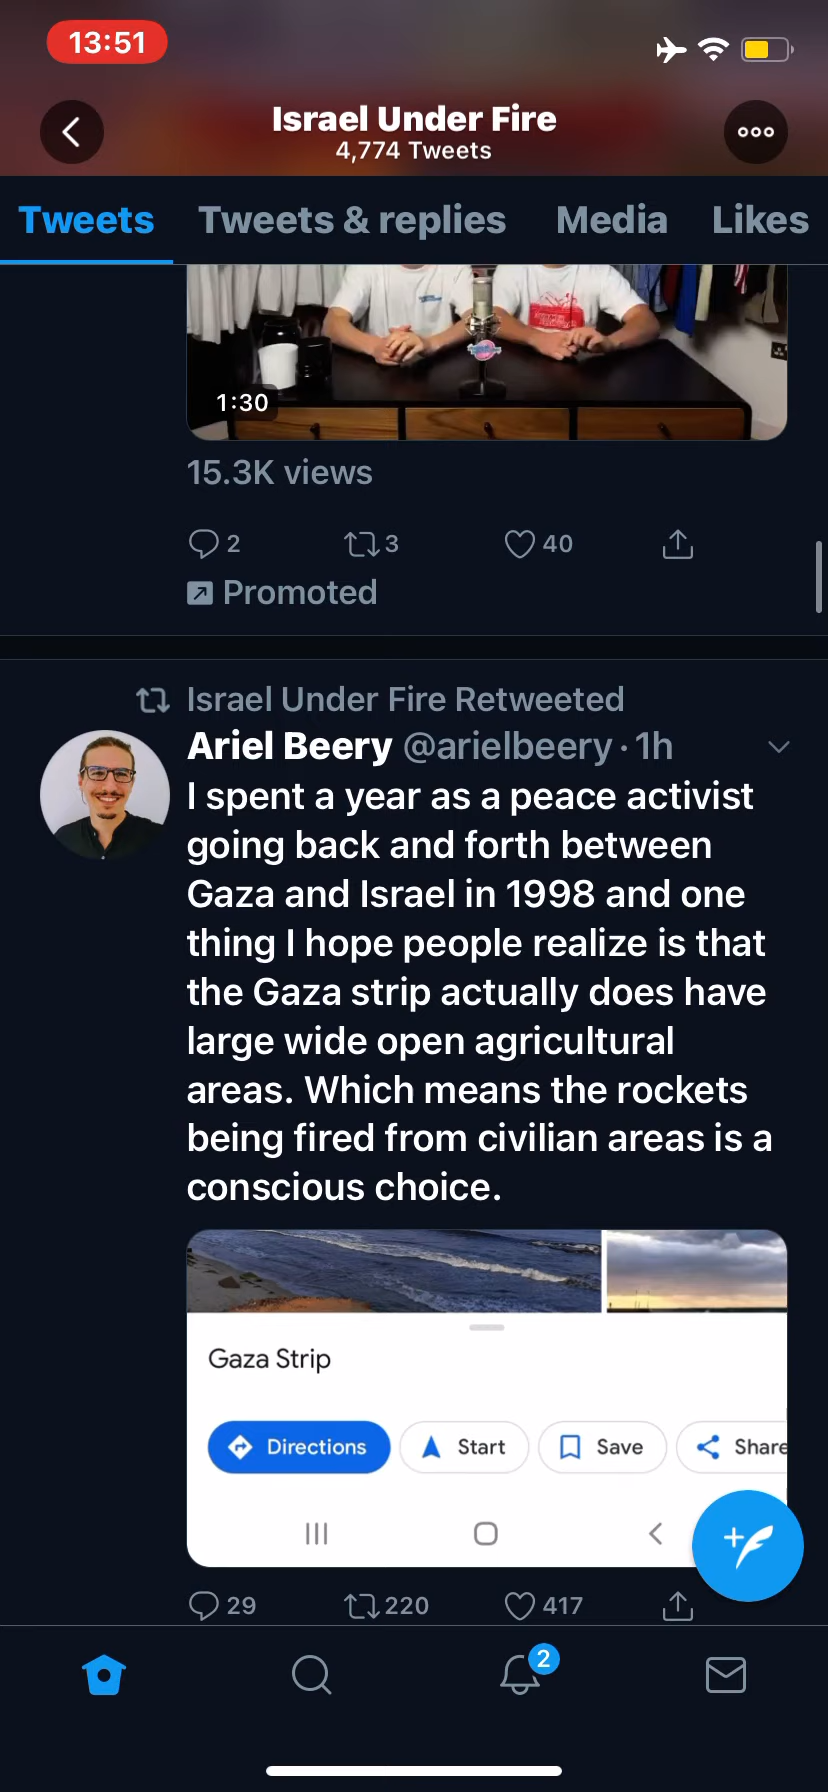 13:51
Israel Under Fire
4,774 Tweets
Tweets
Tweets & replies
Media
Likes
1:30
15.3K views
2
3
40
Promoted
Israel Under Fire Retweeted
Ariel Beery @arielbeery · 1h
I spent a year as a peace activist
going back and forth between
Gaza and Israel in 1998 and one
thing I hope people realize is that
the Gaza strip actually does have
large wide open agricultural
areas. Which means the rockets
being fired from civilian areas is a
conscious choice.
Gaza Strip
Directions
Start
Save
Share
29
220
417
2